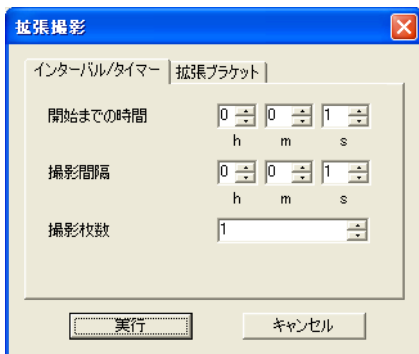 拡張撮影
インターバル/タイマー 拡張ブラケット
開始までの時間 0 0 1
h m s
撮影間隔 0 0 1
h m s
撮影枚数 1
実行 キャンセル